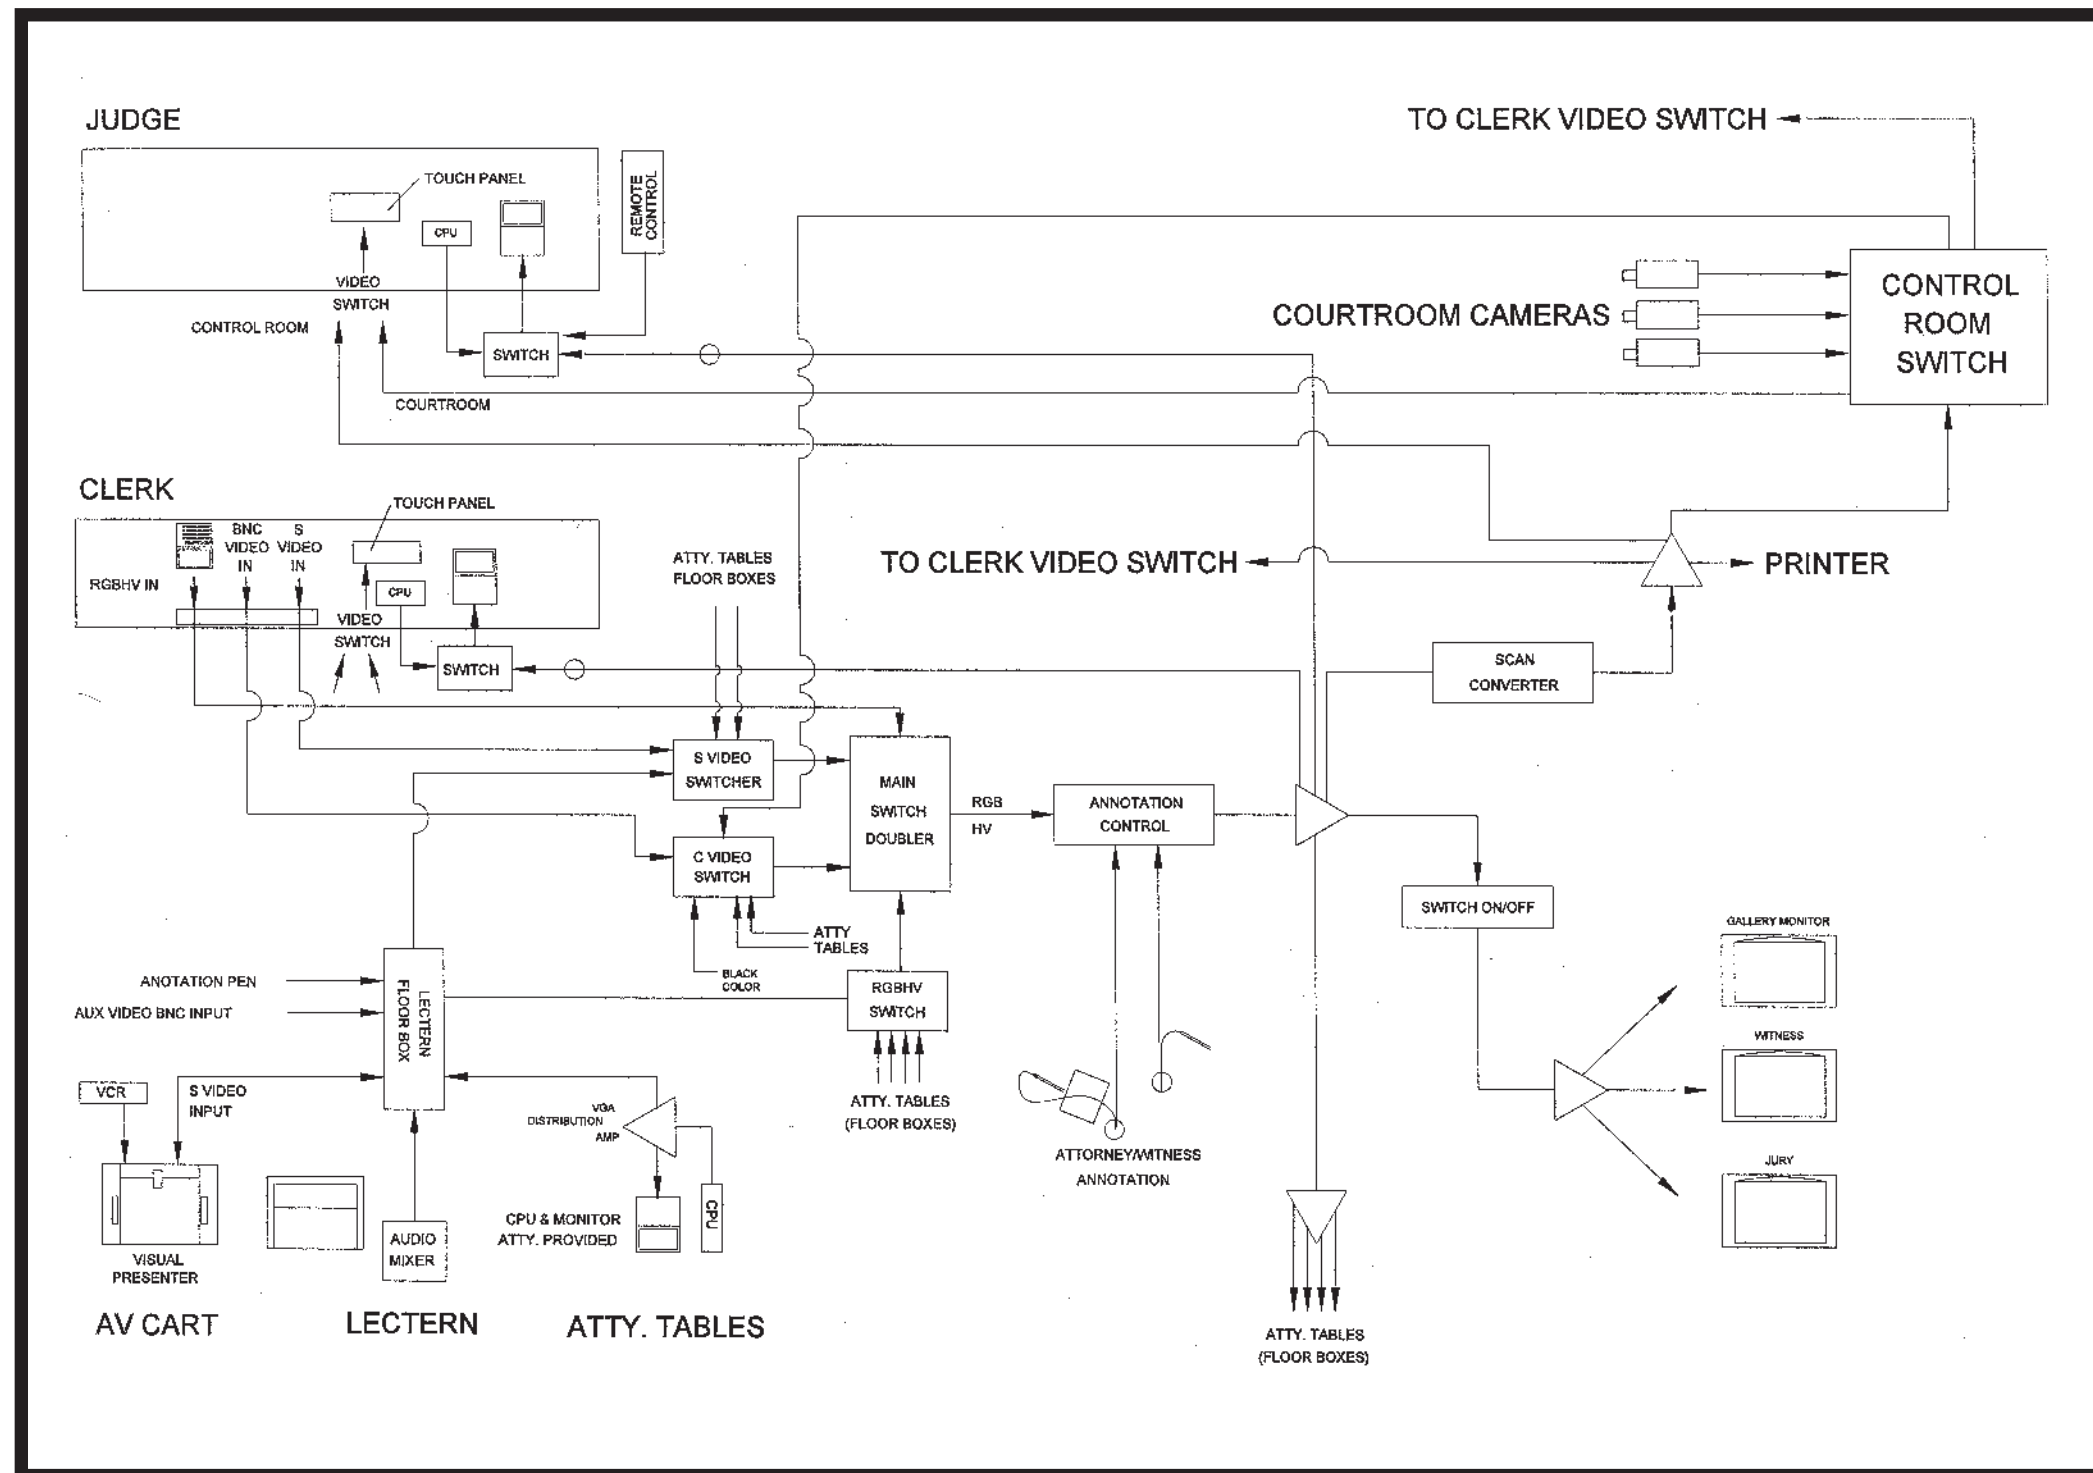 JUDGE
TO CLERK VIDEO SWITCH
TOUCH PANEL
REMOTE
CONTROL
CPU
VIDEO
SWITCH
CONTROL ROOM
SWITCH
COURTROOM
COURTROOM CAMERAS
CONTROL
ROOM
SWITCH
CLERK
TOUCH PANEL
BNC
VIDEO
IN
S
VIDEO
IN
RGBHV IN
CPU
VIDEO
SWITCH
SWITCH
ATTY. TABLES
FLOOR BOXES
TO CLERK VIDEO SWITCH
PRINTER
SCAN
CONVERTER
S VIDEO
SWITCHER
MAIN
SWITCH
DOUBLER
RGB
HV
ANNOTATION
CONTROL
C VIDEO
SWITCH
SWITCH ON/OFF
ATTY
TABLES
BLACK
COLOR
GALLERY MONITOR
ANOTATION PEN
AUX VIDEO BNC INPUT
LECTERN
FLOOR BOX
RGBHV
SWITCH
WITNESS
VCR
S VIDEO
INPUT
VGA
DISTRIBUTION
AMP
ATTY. TABLES
(FLOOR BOXES)
ATTORNEY/WITNESS
ANNOTATION
JURY
CPU & MONITOR
ATTY. PROVIDED
CPU
AUDIO
MIXER
VISUAL
PRESENTER
AV CART
LECTERN
ATTY. TABLES
ATTY. TABLES
(FLOOR BOXES)